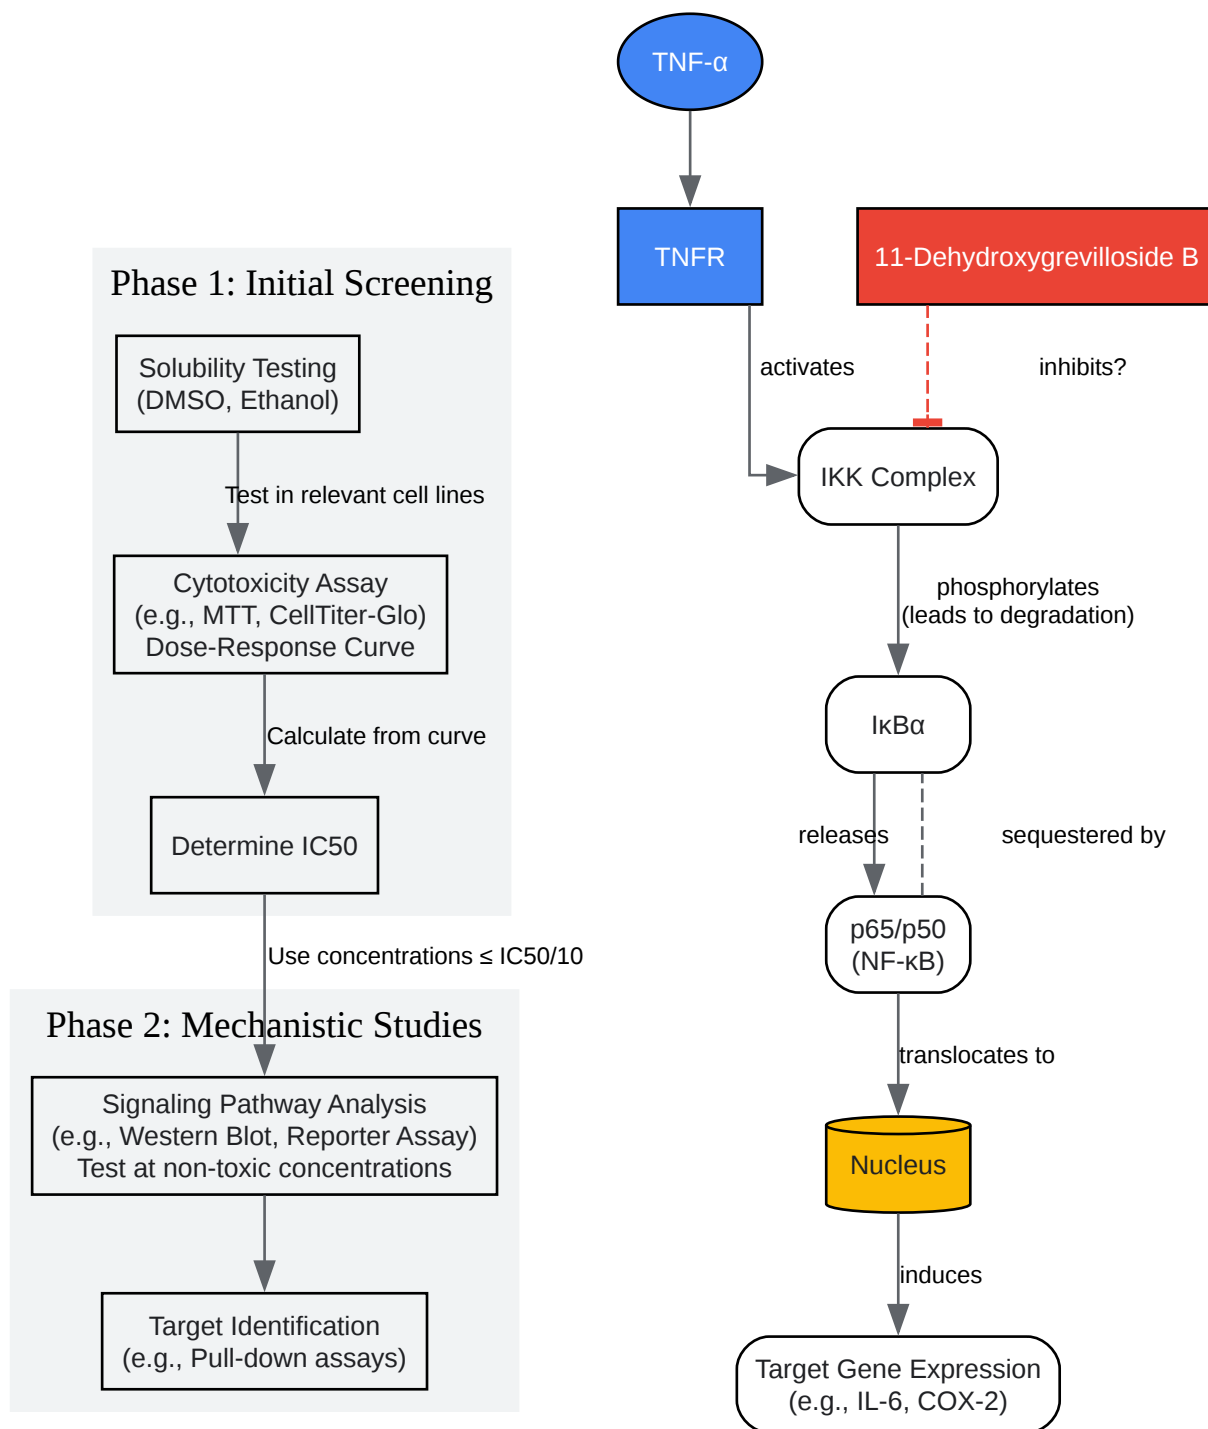 Phase 1: Initial Screening
Solubility Testing
(DMSO, Ethanol)
Test in relevant cell lines
Cytotoxicity Assay
(e.g., MTT, CellTiter-Glo)
Dose-Response Curve
Calculate from curve
Determine IC50
Use concentrations ≤ IC50/10
Phase 2: Mechanistic Studies
Signaling Pathway Analysis
(e.g., Western Blot, Reporter Assay)
Test at non-toxic concentrations
Target Identification
(e.g., Pull-down assays)
TNF-α
TNFR
11-Dehydroxygrevilloside B
activates
inhibits?
IKK Complex
phosphorylates
(leads to degradation)
IκBα
releases
sequestered by
p65/p50
(NF-κB)
translocates to
Nucleus
induces
Target Gene Expression
(e.g., IL-6, COX-2)